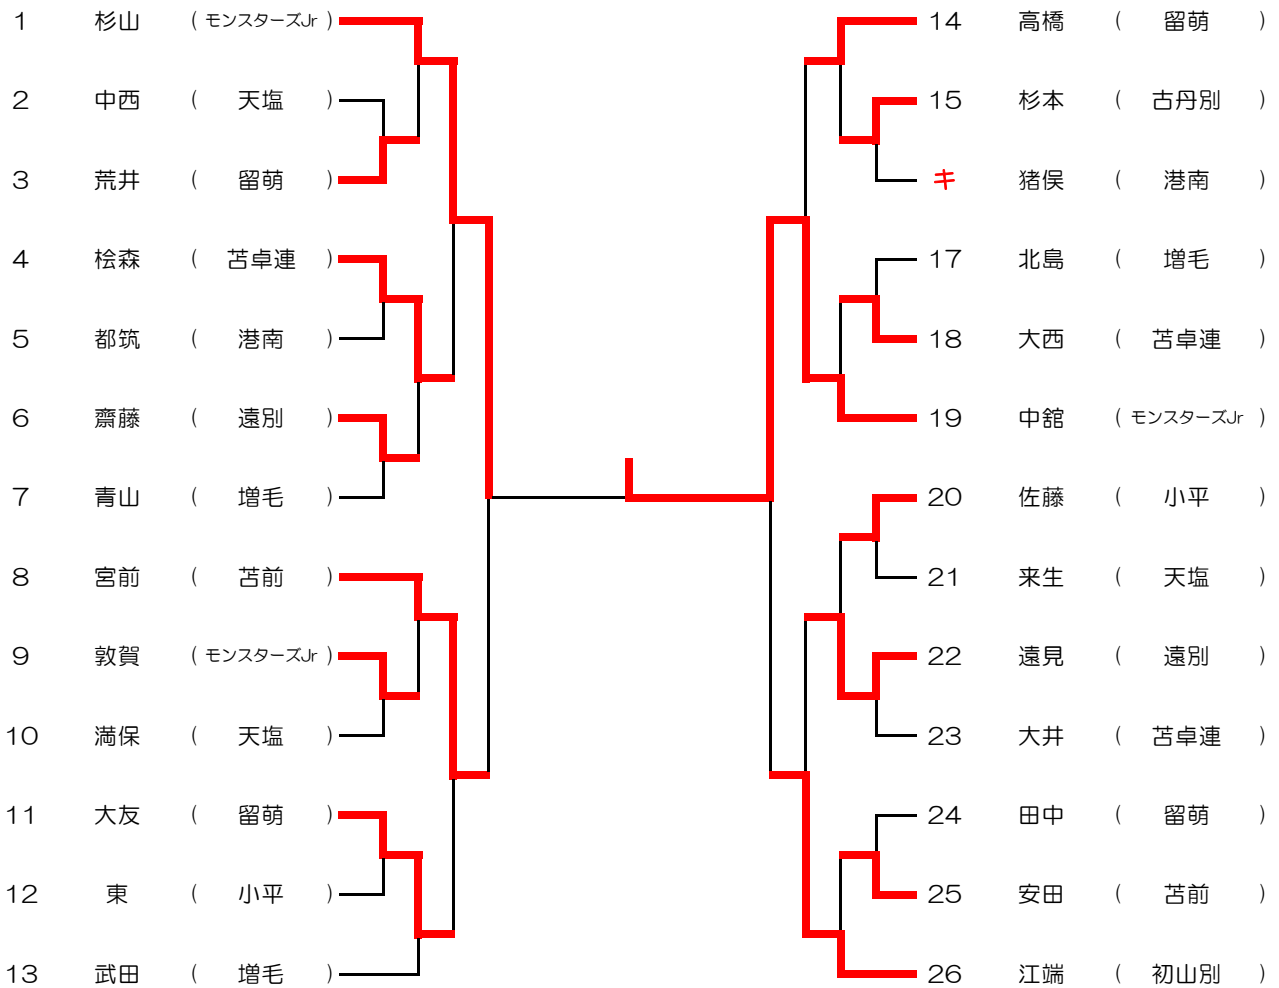 1 杉山 ( モンスターズJr )
2 中西 ( 天塩 )
3 荒井 ( 留萌 )
4 桧森 ( 苫卓連 )
5 都筑 ( 港南 )
6 齋藤 ( 遠別 )
7 青山 ( 増毛 )
8 宮前 ( 苫前 )
9 敦賀 ( モンスターズJr )
10 満保 ( 天塩 )
11 大友 ( 留萌 )
12 東 ( 小平 )
13 武田 ( 増毛 )
14 高橋 ( 留萌 )
15 杉本 ( 古丹別 )
キ 猪俣 ( 港南 )
17 北島 ( 増毛 )
18 大西 ( 苫卓連 )
19 中舘 ( モンスターズJr )
20 佐藤 ( 小平 )
21 来生 ( 天塩 )
22 遠見 ( 遠別 )
23 大井 ( 苫卓連 )
24 田中 ( 留萌 )
25 安田 ( 苫前 )
26 江端 ( 初山別 )